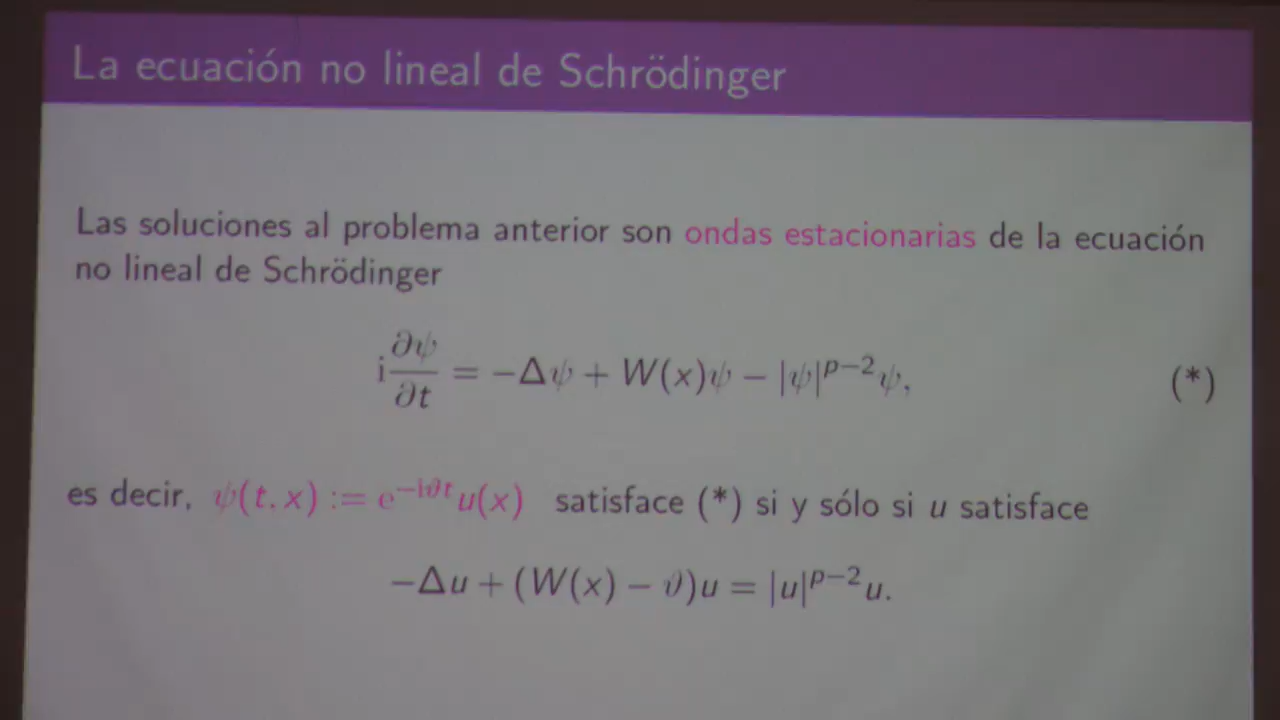 La ecuación no lineal de Schrödinger
Las soluciones al problema anterior son ondas estacionarias de la ecuación
no lineal de Schrödinger
i∂ψ/∂t = −Δψ + W(x)ψ − |ψ|^{p−2}ψ, (*)
es decir, ψ(t,x) := e^{−iϑt}u(x) satisface (*) si y sólo si u satisface
−Δu + (W(x) − ϑ)u = |u|^{p−2}u.